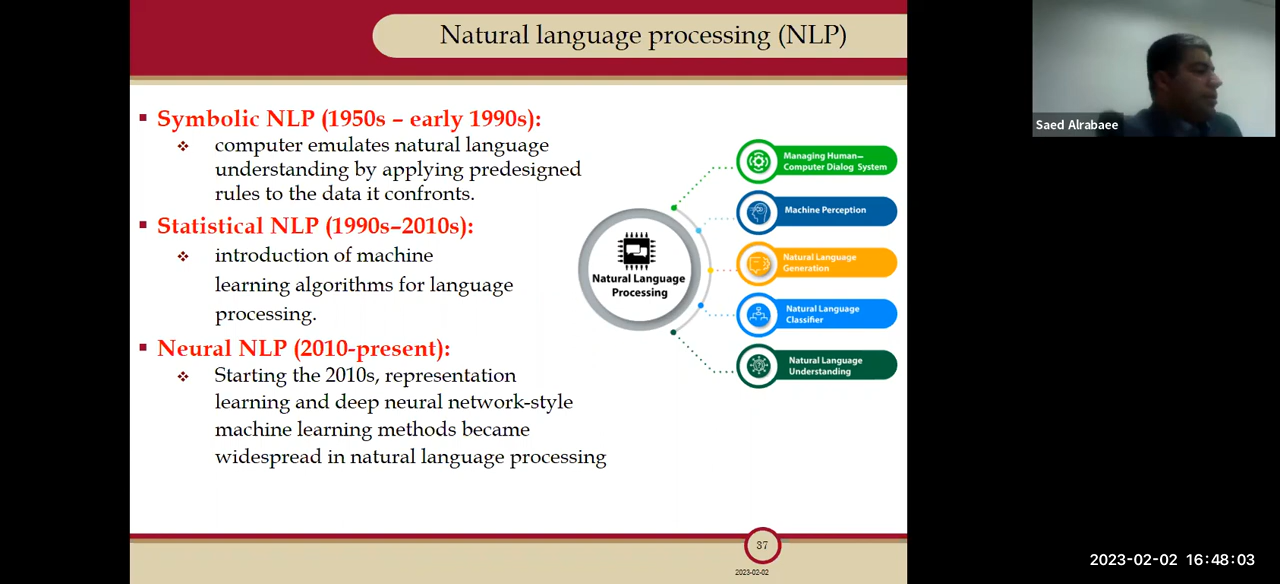 Natural language processing (NLP)
Symbolic NLP (1950s – early 1990s):
computer emulates natural language
understanding by applying predesigned
rules to the data it confronts.
Statistical NLP (1990s–2010s):
introduction of machine
learning algorithms for language
processing.
Neural NLP (2010-present):
Starting the 2010s, representation
learning and deep neural network-style
machine learning methods became
widespread in natural language processing
Natural Language
Processing
Managing Human–
Computer Dialog System
Machine Perception
Natural Language
Generation
Natural Language
Classifier
Natural Language
Understanding
37
2023-02-02
Saed Alrabaee
2023-02-02 16:48:03